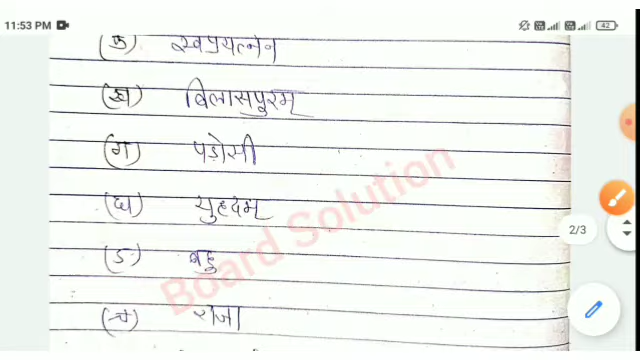 11:53 PM 42
(क) स्वप्रयत्नेन
(ख) बिलासपुरम्
(ग) पड़ोसी
(घ) सुहृदम्
(ङ) बहु
(च) राजा
Board Solution
2/3